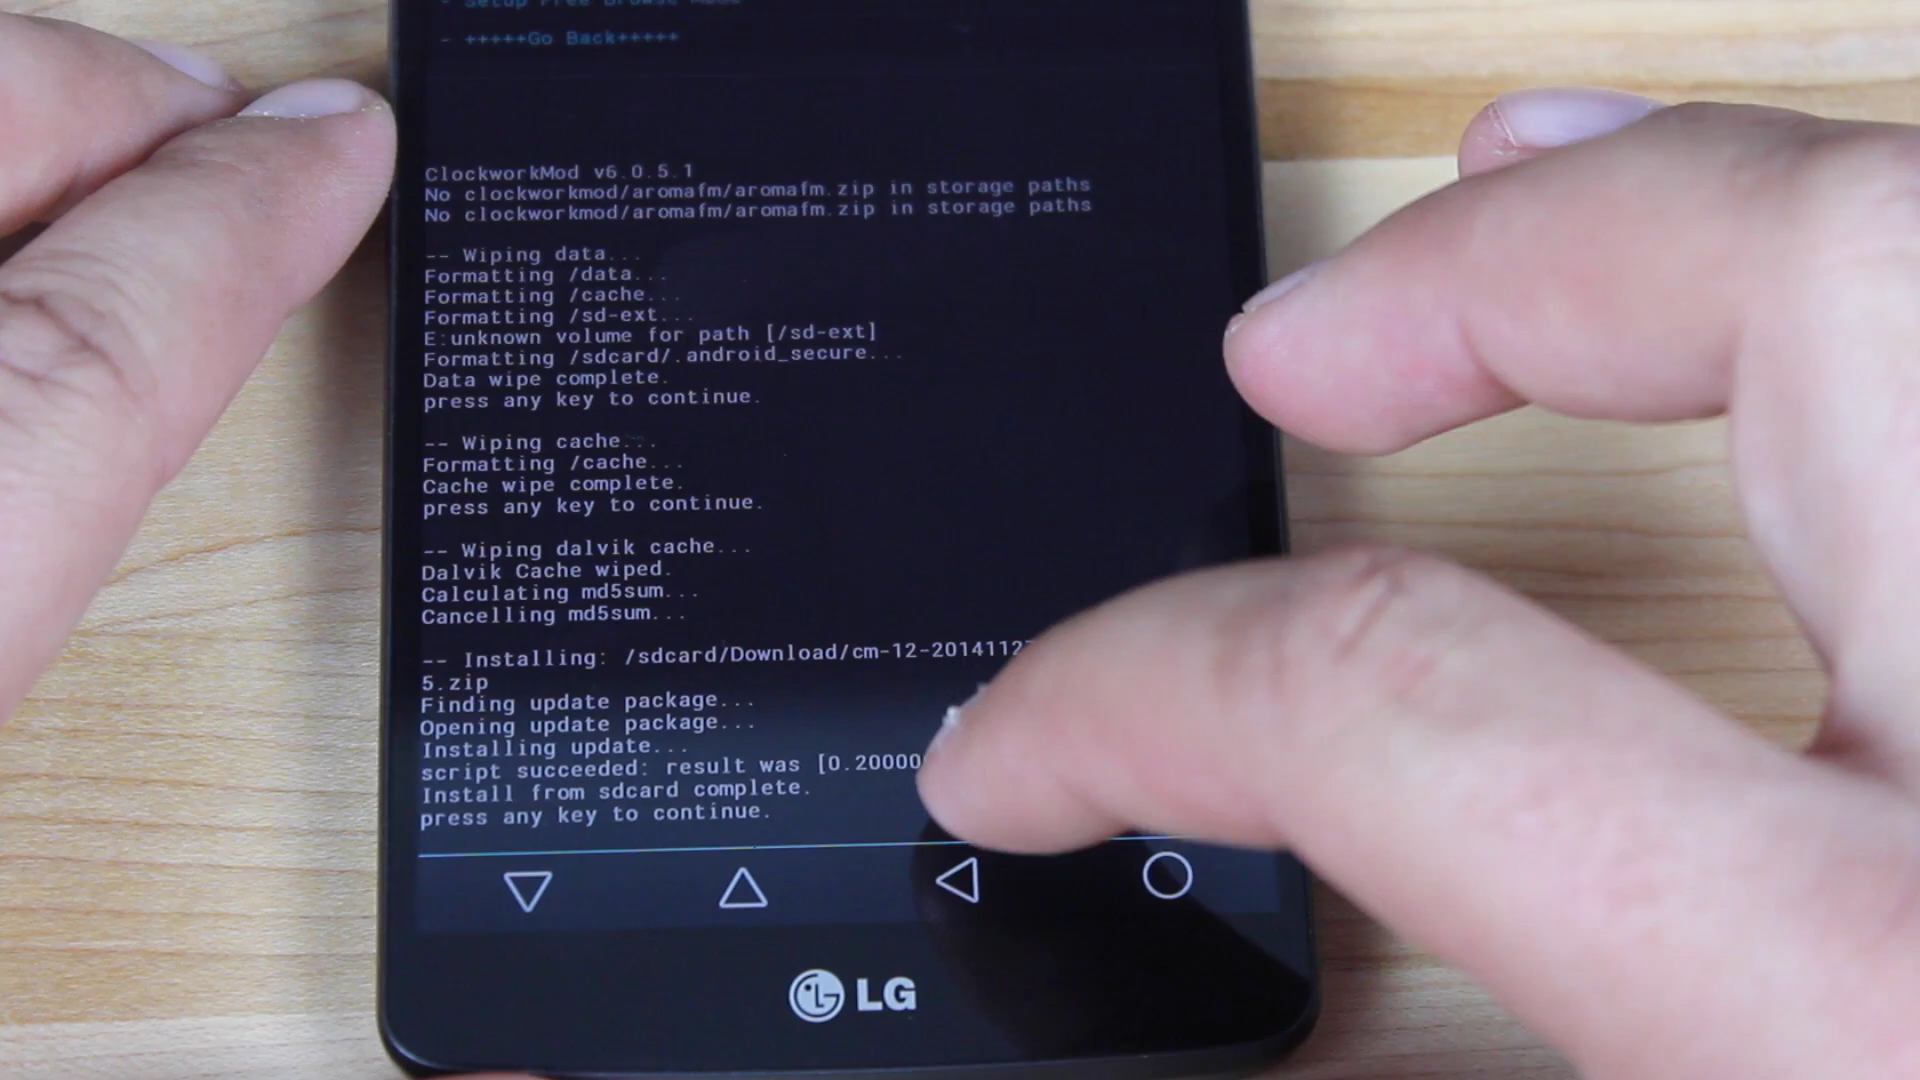 - Setup Free Browse Mode
- +++++Go Back+++++
ClockworkMod v6.0.5.1
No clockworkmod/aromafm/aromafm.zip in storage paths
No clockworkmod/aromafm/aromafm.zip in storage paths
-- Wiping data...
Formatting /data...
Formatting /cache...
Formatting /sd-ext...
E:unknown volume for path [/sd-ext]
Formatting /sdcard/.android_secure...
Data wipe complete.
press any key to continue.
-- Wiping cache...
Formatting /cache...
Cache wipe complete.
press any key to continue.
-- Wiping dalvik cache...
Dalvik Cache wiped.
Calculating md5sum...
Cancelling md5sum...
-- Installing: /sdcard/Download/cm-12-2014112
5.zip
Finding update package...
Opening update package...
Installing update...
script succeeded: result was [0.20000
Install from sdcard complete.
press any key to continue.
LG